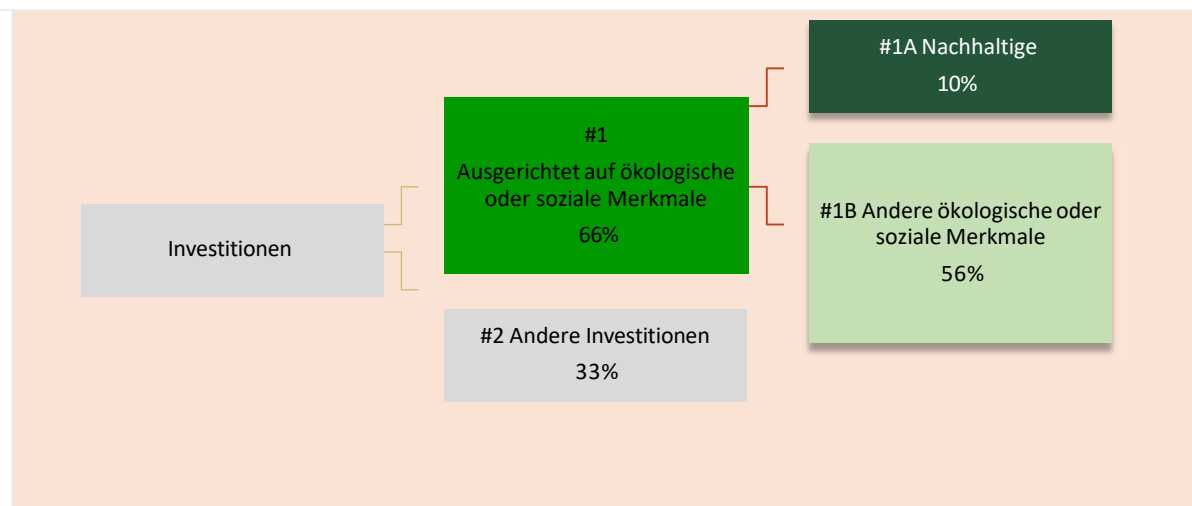 Investitionen
#1
Ausgerichtet auf ökologische
oder soziale Merkmale
66%
#2 Andere Investitionen
33%
#1A Nachhaltige
10%
#1B Andere ökologische oder
soziale Merkmale
56%